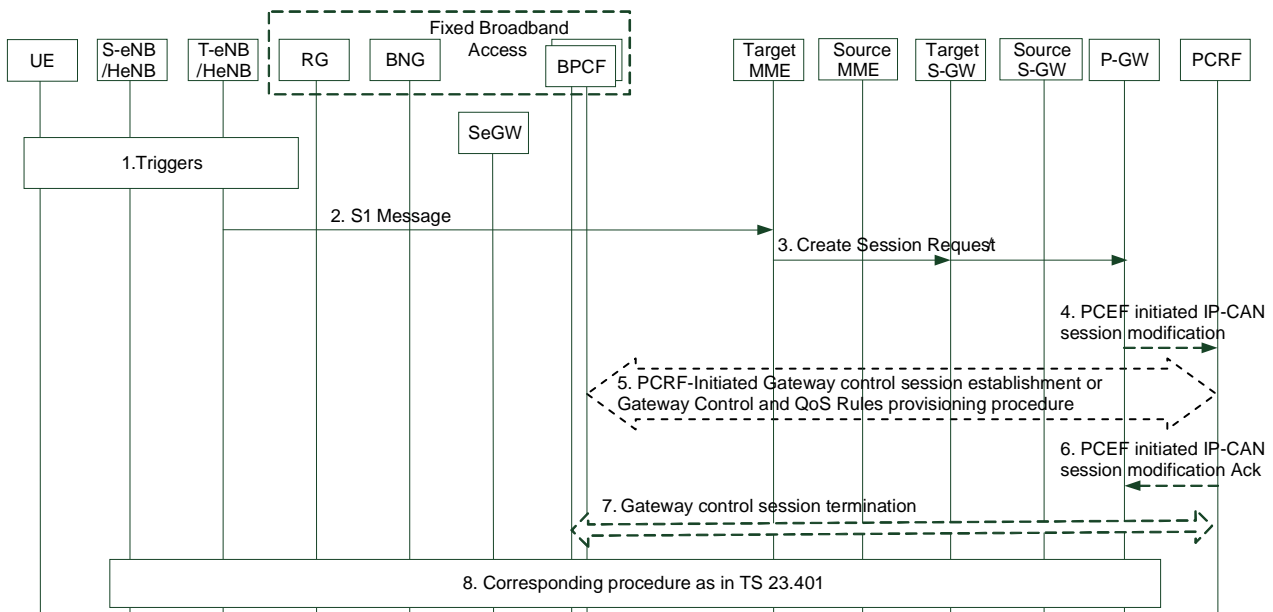 Fixed Broadband
Access
UE
S-eNB
/HeNB
T-eNB
/HeNB
RG
BNG
BPCF
Target
MME
Source
MME
Target
S-GW
Source
S-GW
P-GW
PCRF
SeGW
1.Triggers
2. S1 Message
3. Create Session Request
4. PCEF initiated IP-CAN
session modification
5. PCRF-Initiated Gateway control session establishment or
Gateway Control and QoS Rules provisioning procedure
6. PCEF initiated IP-CAN
session modification Ack
7. Gateway control session termination
8. Corresponding procedure as in TS 23.401